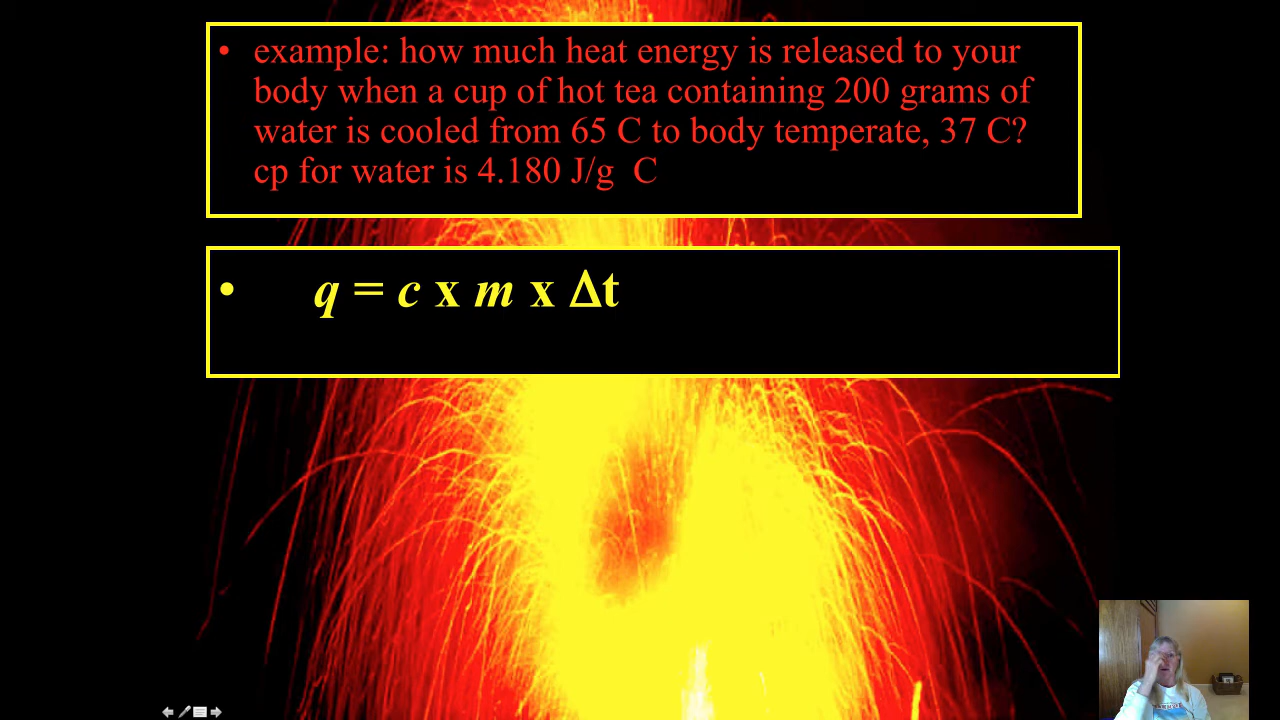 • example: how much heat energy is released to your
body when a cup of hot tea containing 200 grams of
water is cooled from 65 C to body temperate, 37 C?
cp for water is 4.180 J/g  C
• q = c x m x Δt